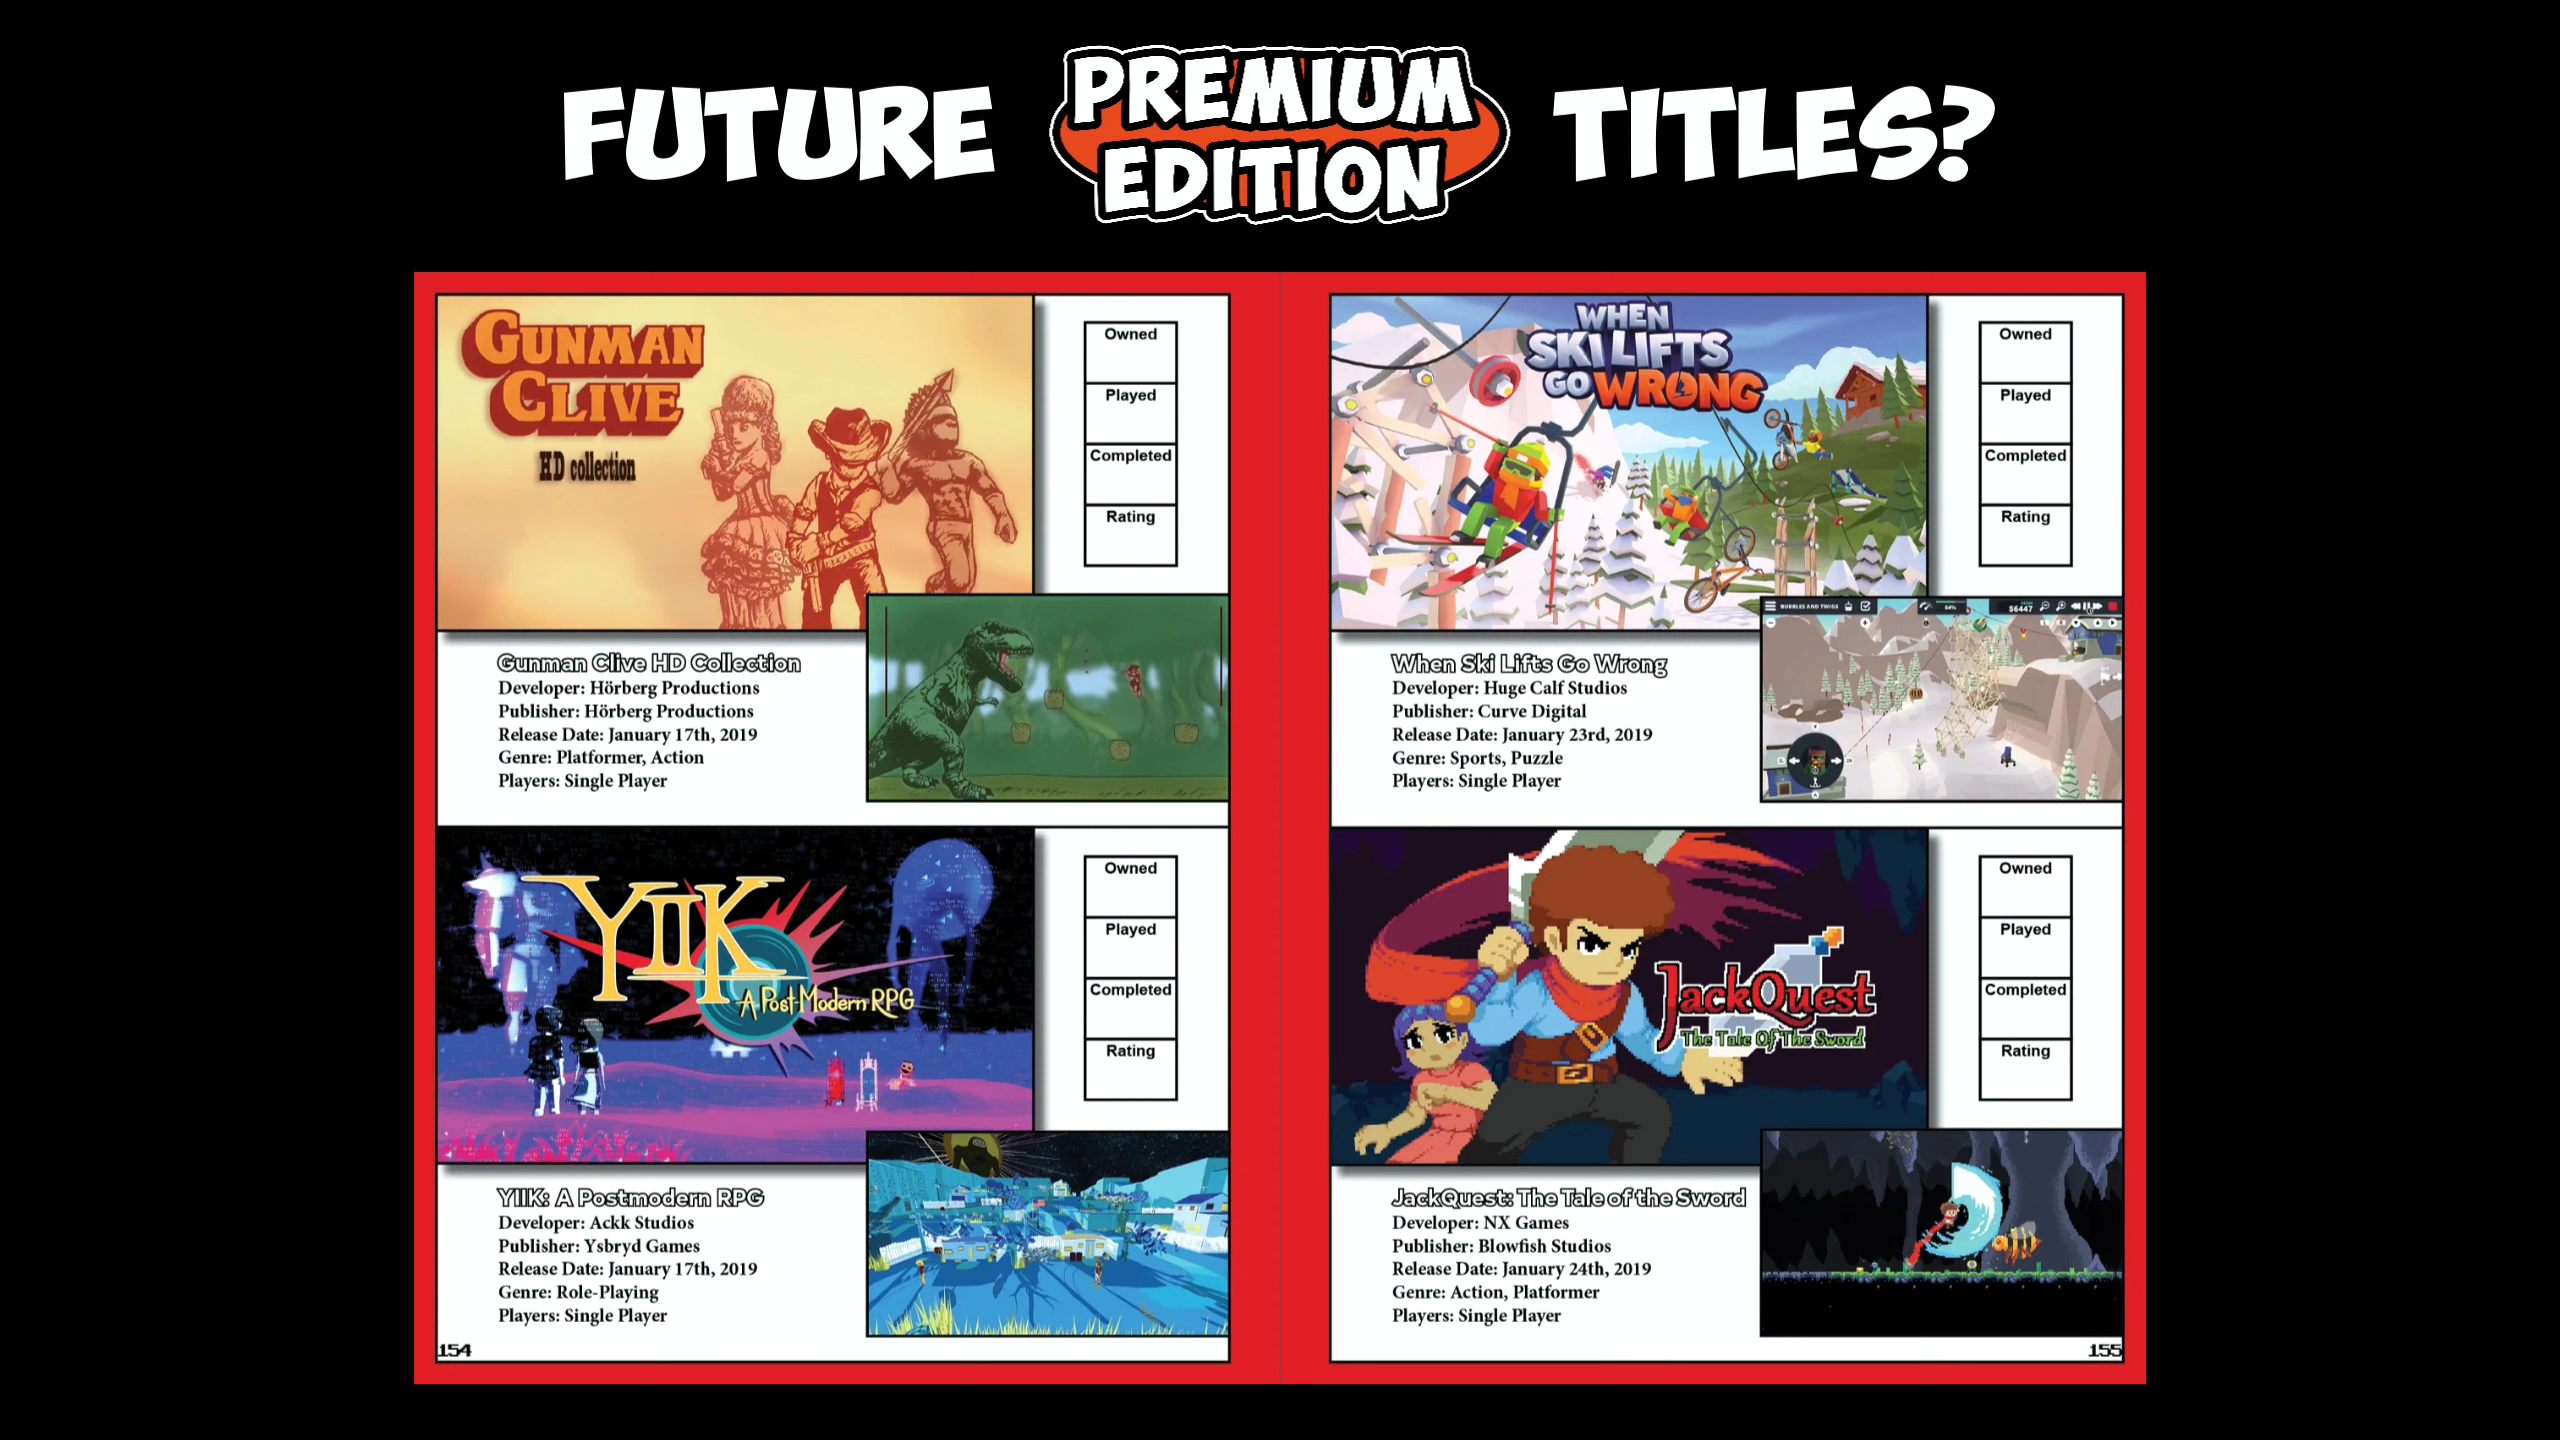 FUTURE PREMIUM EDITION TITLES?
GUNMAN
CLIVE
HD collection
Owned
Played
Completed
Rating
Gunman Clive HD Collection
Developer: Hörberg Productions
Publisher: Hörberg Productions
Release Date: January 17th, 2019
Genre: Platformer, Action
Players: Single Player
YIIK
A Post-Modern RPG
Owned
Played
Completed
Rating
YIIK: A Postmodern RPG
Developer: Ackk Studios
Publisher: Ysbryd Games
Release Date: January 17th, 2019
Genre: Role-Playing
Players: Single Player
154
WHEN
SKI LIFTS
GO WRONG
Owned
Played
Completed
Rating
BUBBLES AND TWIGS
64%
$6447
When Ski Lifts Go Wrong
Developer: Huge Calf Studios
Publisher: Curve Digital
Release Date: January 23rd, 2019
Genre: Sports, Puzzle
Players: Single Player
JackQuest
The Tale Of The Sword
Owned
Played
Completed
Rating
JackQuest: The Tale of the Sword
Developer: NX Games
Publisher: Blowfish Studios
Release Date: January 24th, 2019
Genre: Action, Platformer
Players: Single Player
155